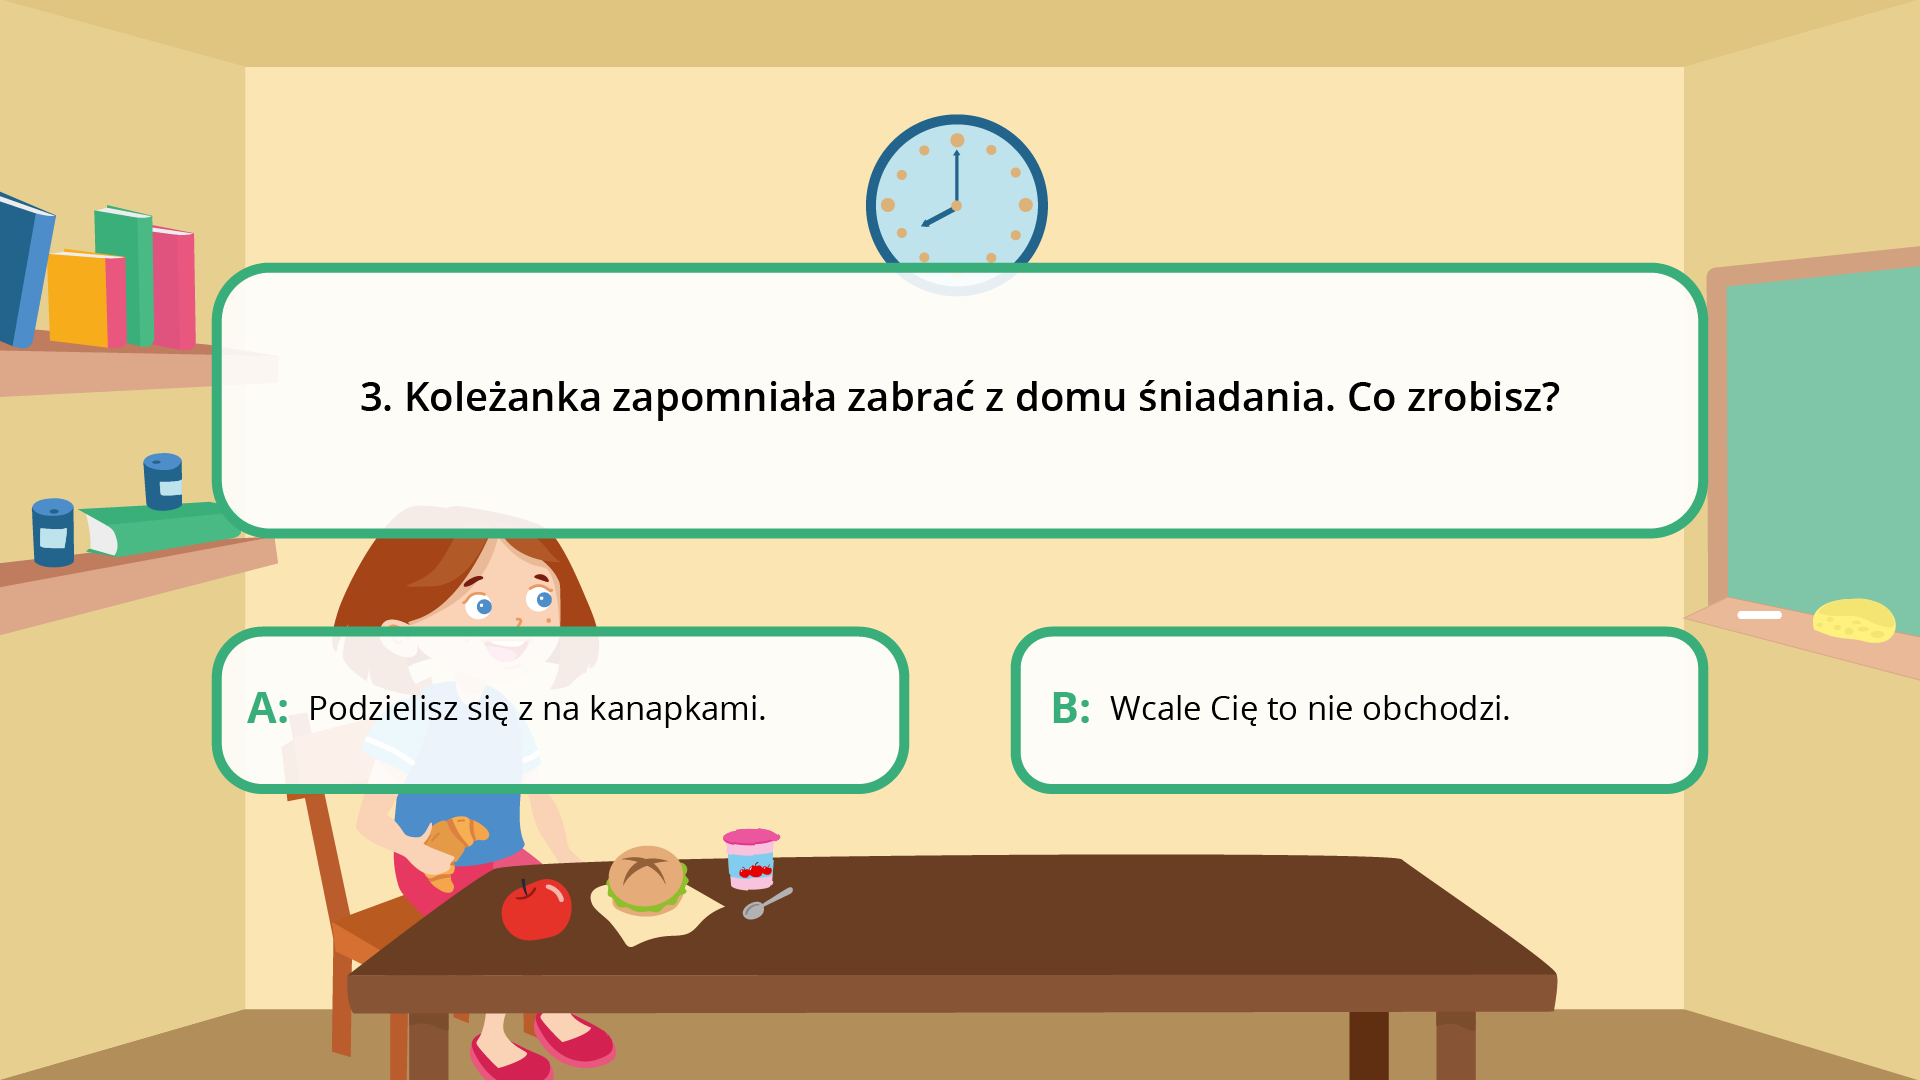 3. Koleżanka zapomniała zabrać z domu śniadania. Co zrobisz?
A: Podzielisz się z na kanapkami.
B: Wcale Cię to nie obchodzi.